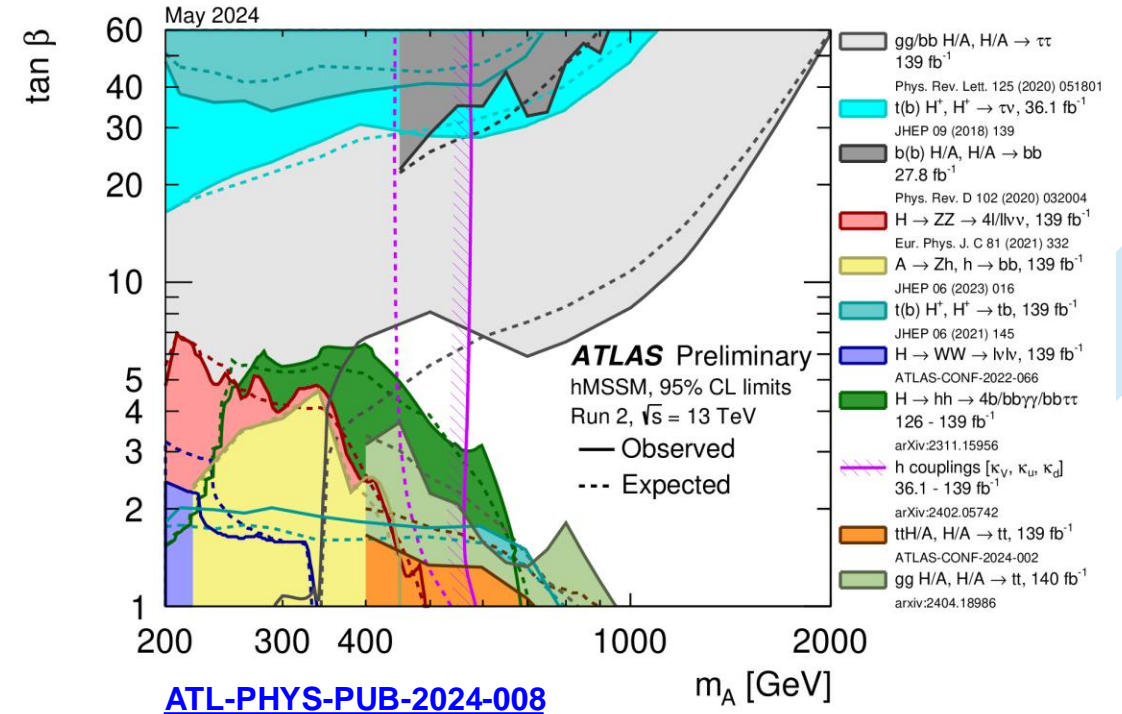 May 2024
tan β
60
40
30
20
10
5
4
3
2
1
200
300
400
1000
2000
m_A [GeV]
ATLAS Preliminary
hMSSM, 95% CL limits
Run 2, √s = 13 TeV
Observed
Expected
gg/bb H/A, H/A → ττ
139 fb⁻¹
Phys. Rev. Lett. 125 (2020) 051801
t(b) H⁺, H⁺ → τν, 36.1 fb⁻¹
JHEP 09 (2018) 139
b(b) H/A, H/A → bb
27.8 fb⁻¹
Phys. Rev. D 102 (2020) 032004
H → ZZ → 4l/llνν, 139 fb⁻¹
Eur. Phys. J. C 81 (2021) 332
A → Zh, h → bb, 139 fb⁻¹
JHEP 06 (2023) 016
t(b) H⁺, H⁺ → tb, 139 fb⁻¹
JHEP 06 (2021) 145
H → WW → lνlν, 139 fb⁻¹
ATLAS-CONF-2022-066
H → hh → 4b/bbγγ/bbττ
126 - 139 fb⁻¹
arXiv:2311.15956
h couplings [κ_V, κ_u, κ_d]
36.1 - 139 fb⁻¹
arXiv:2402.05742
ttH/A, H/A → tt, 139 fb⁻¹
ATLAS-CONF-2024-002
gg H/A, H/A → tt, 140 fb⁻¹
arxiv:2404.18986
ATL-PHYS-PUB-2024-008